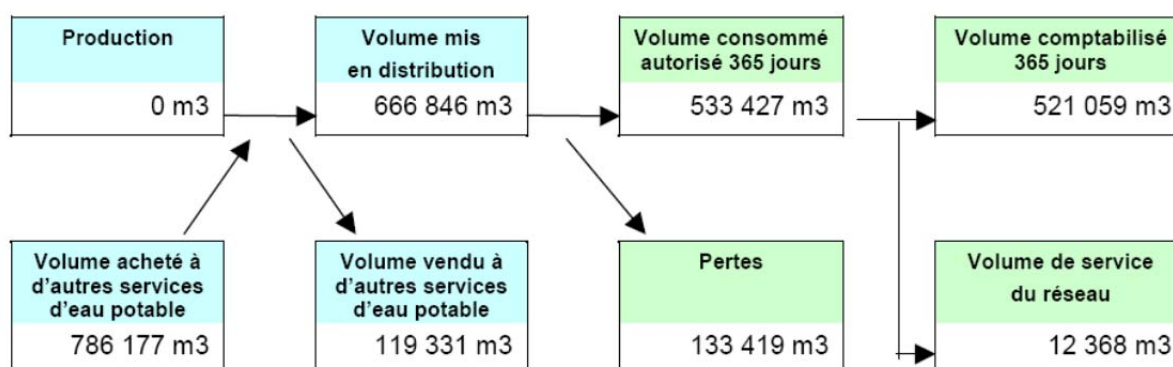 Production
0 m3
Volume mis
en distribution
666 846 m3
Volume consommé
autorisé 365 jours
533 427 m3
Volume comptabilisé
365 jours
521 059 m3
Volume acheté à
d'autres services
d'eau potable
786 177 m3
Volume vendu à
d'autres services
d'eau potable
119 331 m3
Pertes
133 419 m3
Volume de service
du réseau
12 368 m3